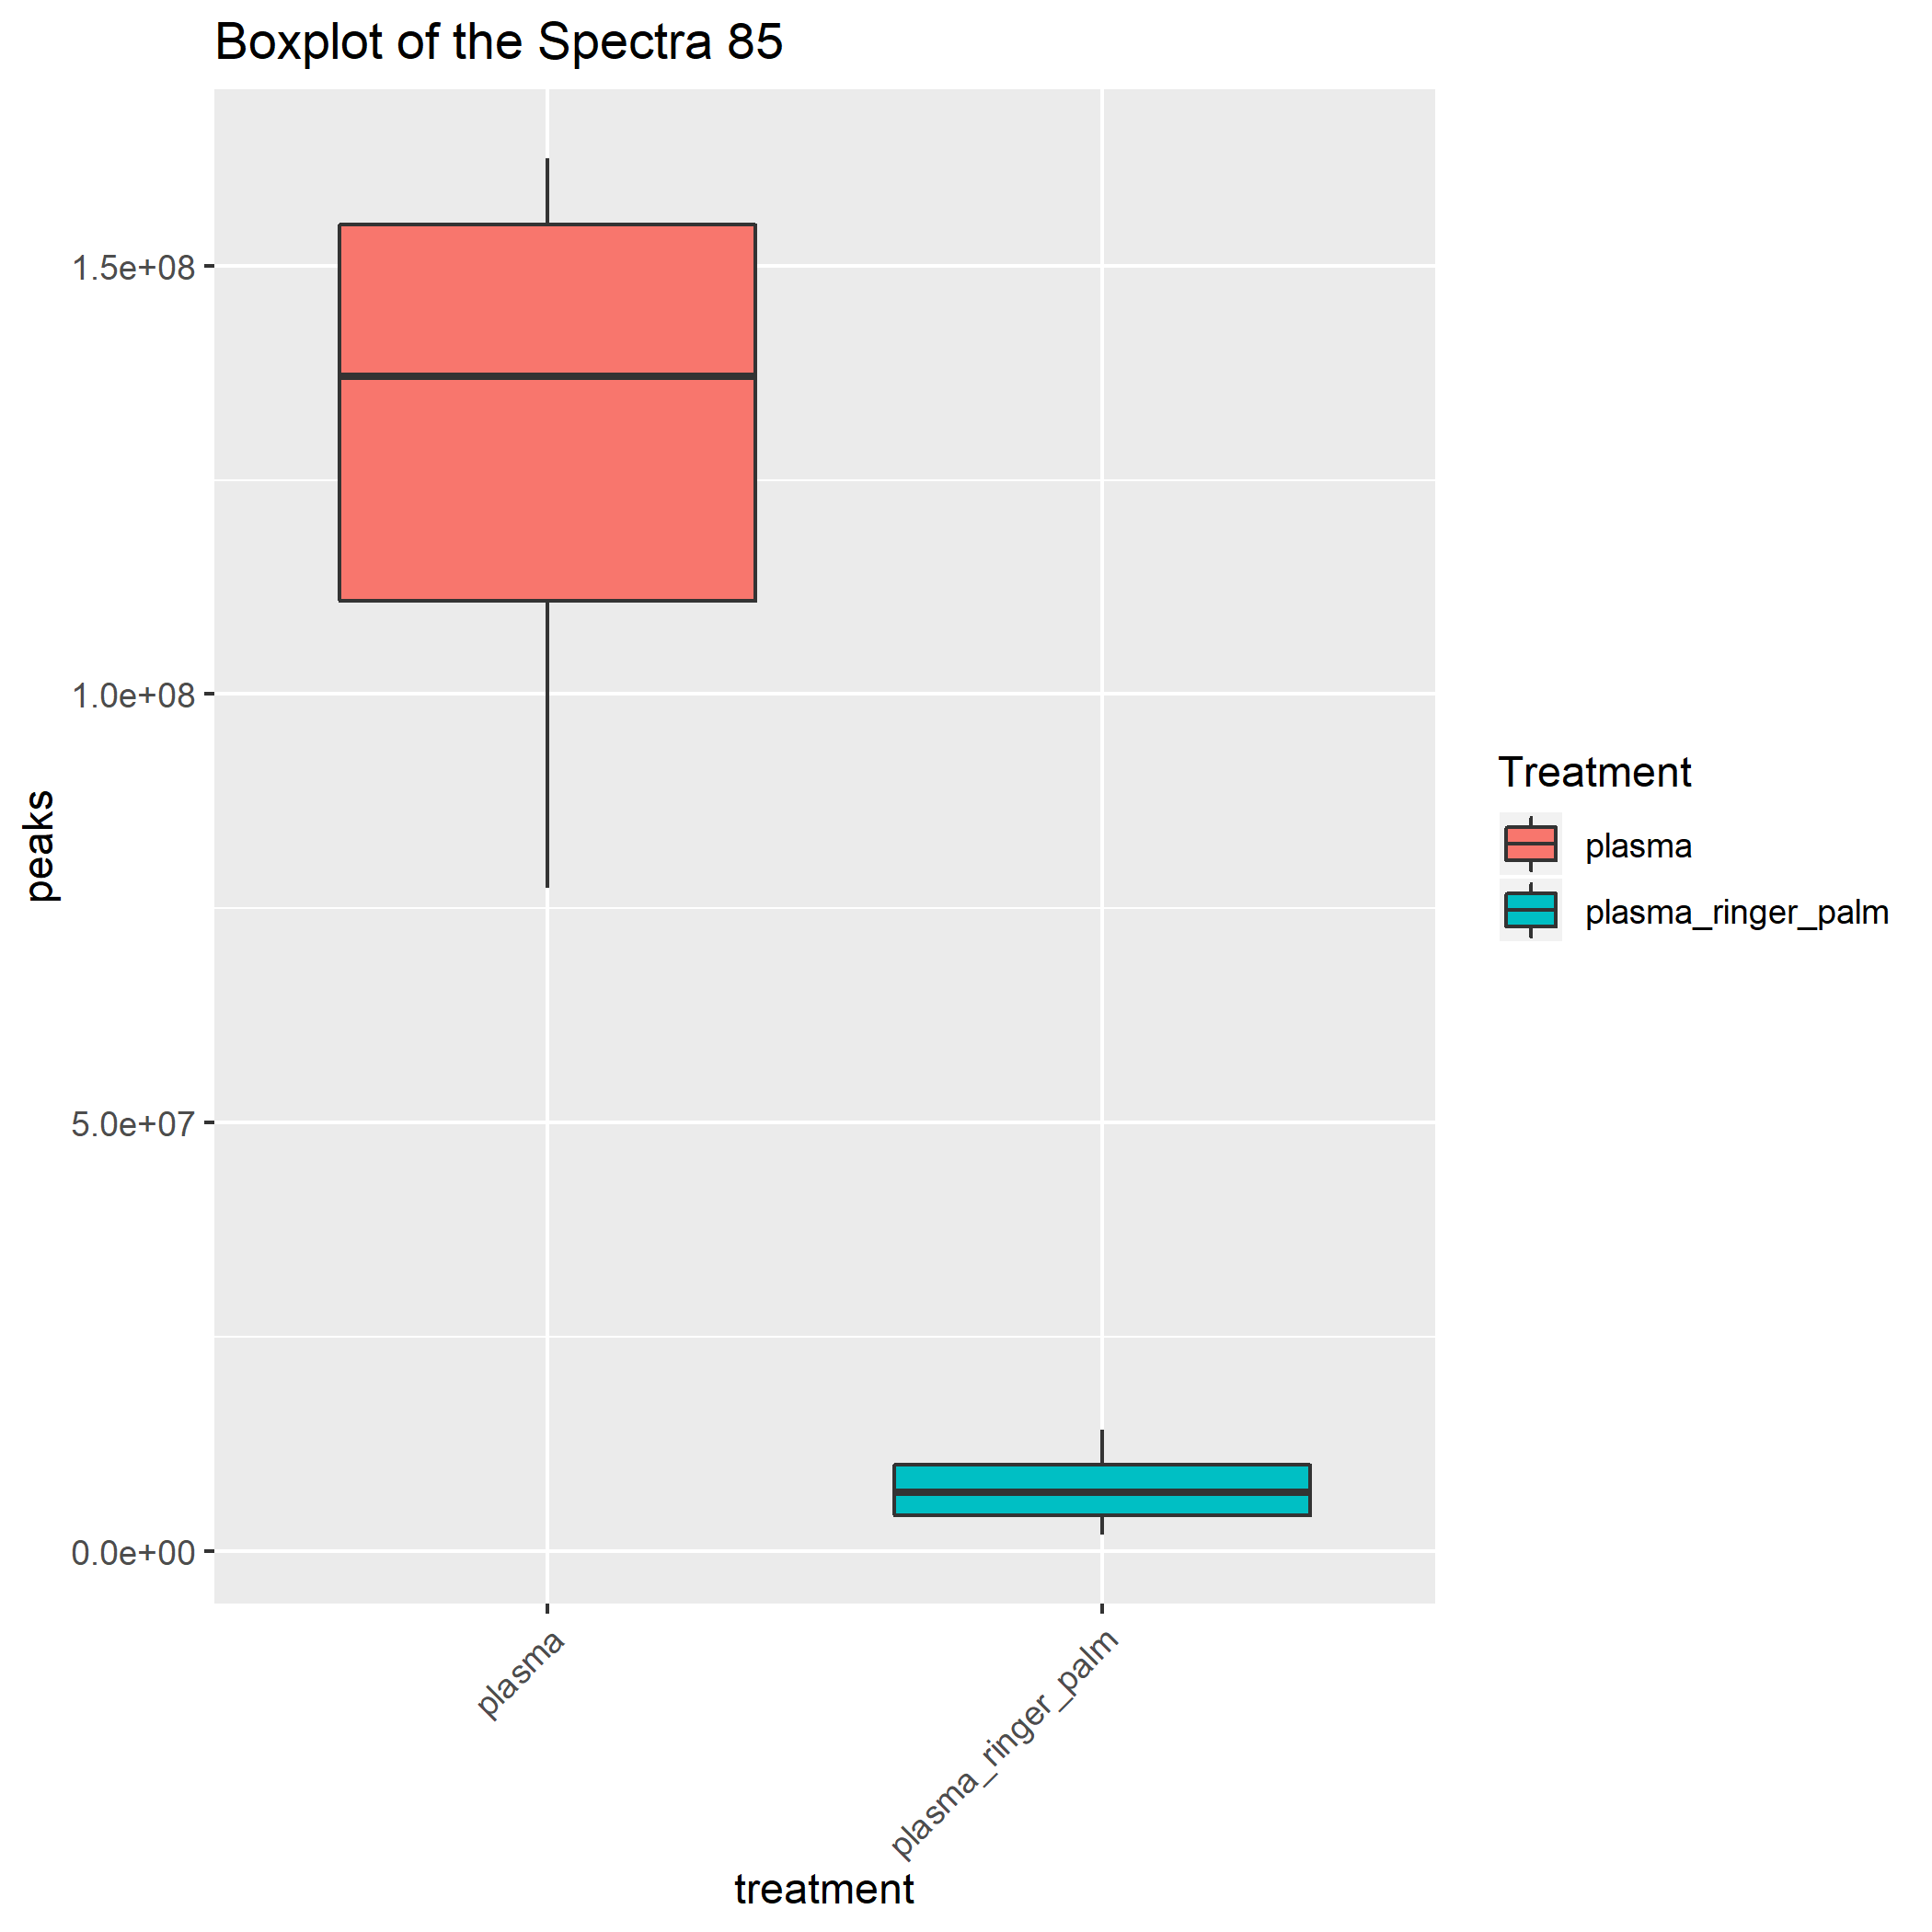 Boxplot of the Spectra 85
1.5e+08
1.0e+08
5.0e+07
0.0e+00
peaks
plasma
plasma_ringer_palm
treatment
Treatment
plasma
plasma_ringer_palm